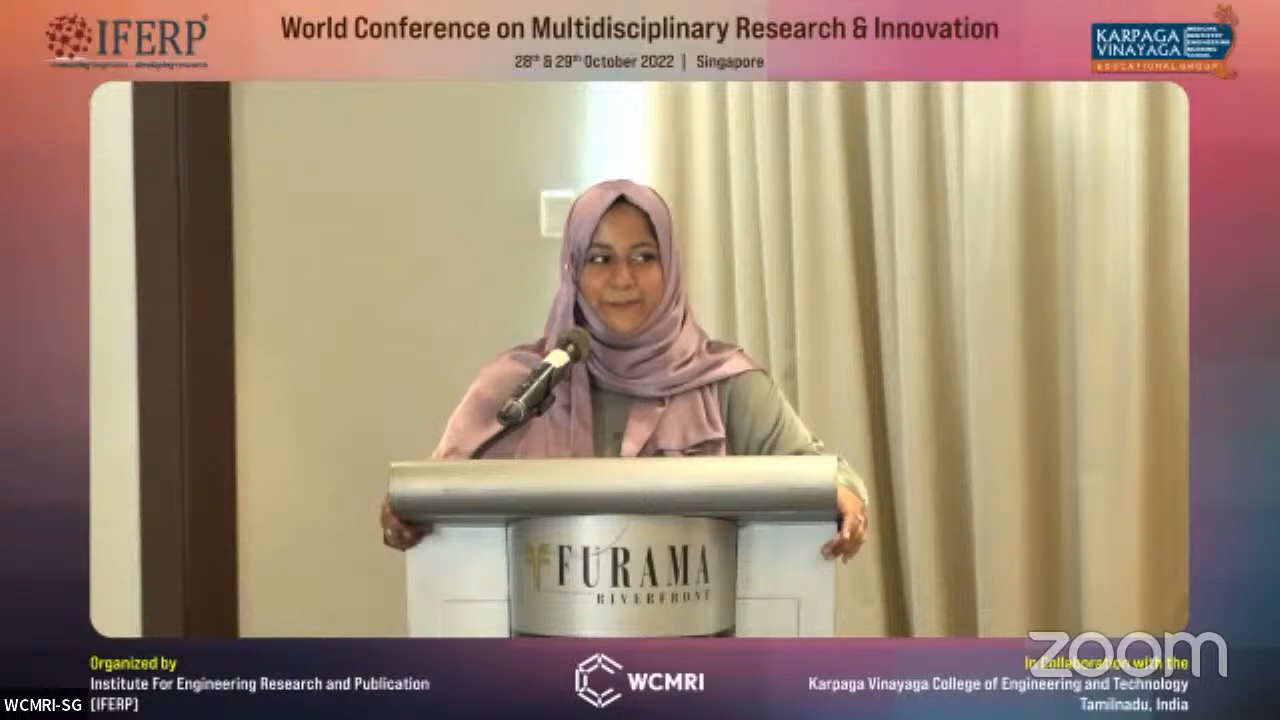 IFERP®
World Conference on Multidisciplinary Research & Innovation
28th & 29th October 2022 | Singapore
KARPAGA
VINAYAGA
EDUCATIONAL GROUP
FURAMA
RIVERFRONT
zoom
Organized by
Institute For Engineering Research and Publication
[IFERP]
WCMRI-SG
WCMRI
In Collaboration with the
Karpaga Vinayaga College of Engineering and Technology
Tamilnadu, India